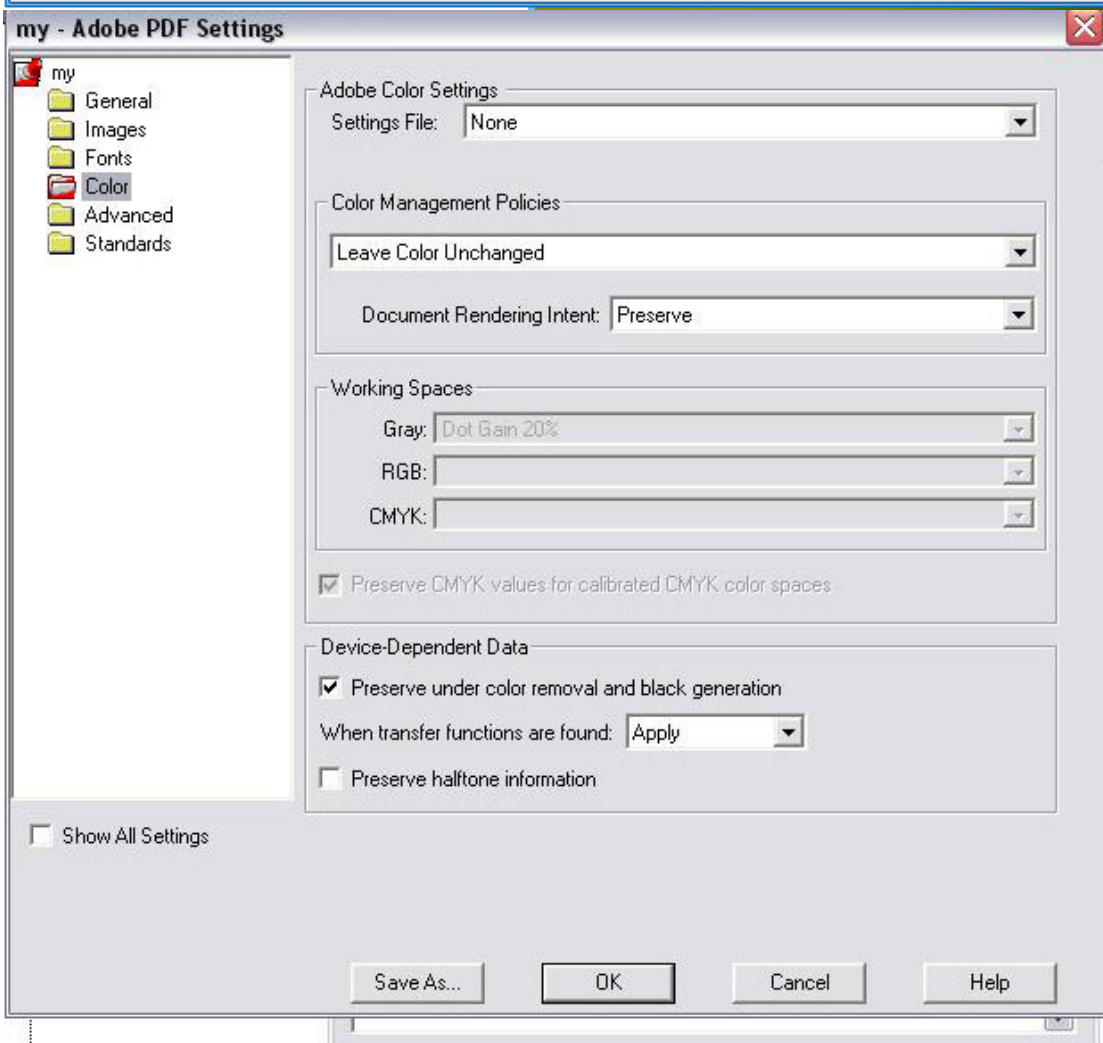 my - Adobe PDF Settings
my
General
Images
Fonts
Color
Advanced
Standards
Show All Settings
Adobe Color Settings
Settings File: None
Color Management Policies
Leave Color Unchanged
Document Rendering Intent: Preserve
Working Spaces
Gray: Dot Gain 20%
RGB:
CMYK:
Preserve CMYK values for calibrated CMYK color spaces
Device-Dependent Data
Preserve under color removal and black generation
When transfer functions are found: Apply
Preserve halftone information
Save As...
OK
Cancel
Help